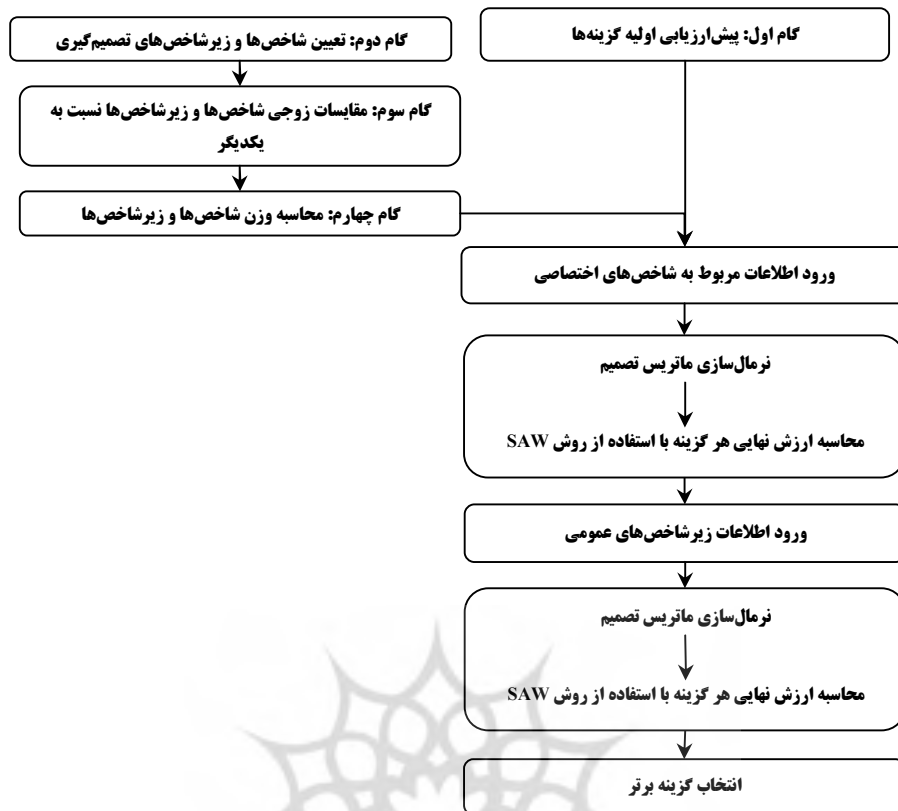 گام اول: پیش‌ارزیابی اولیه گزینه‌ها
گام دوم: تعیین شاخص‌ها و زیرشاخص‌های تصمیم‌گیری
گام سوم: مقایسات زوجی شاخص‌ها و زیرشاخص‌ها نسبت به
یکدیگر
گام چهارم: محاسبه وزن شاخص‌ها و زیرشاخص‌ها
ورود اطلاعات مربوط به شاخص‌های اختصاصی
نرمال‌سازی ماتریس تصمیم
محاسبه ارزش نهایی هر گزینه با استفاده از روش SAW
ورود اطلاعات زیرشاخص‌های عمومی
نرمال‌سازی ماتریس تصمیم
محاسبه ارزش نهایی هر گزینه با استفاده از روش SAW
انتخاب گزینه برتر